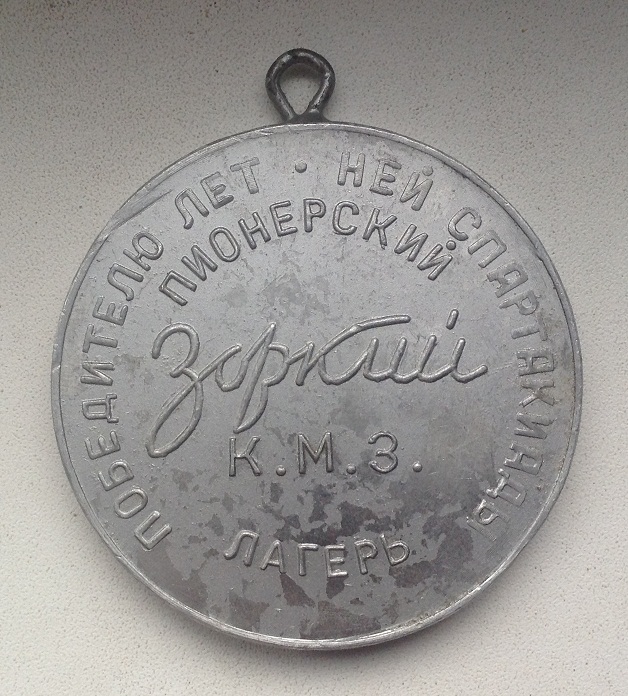 ПОБЕДИТЕЛЮ ЛЕТ · НЕЙ СПАРТАКИАДЫ
ПИОНЕРСКИЙ
Зоркий
К.М.З.
ЛАГЕРЬ